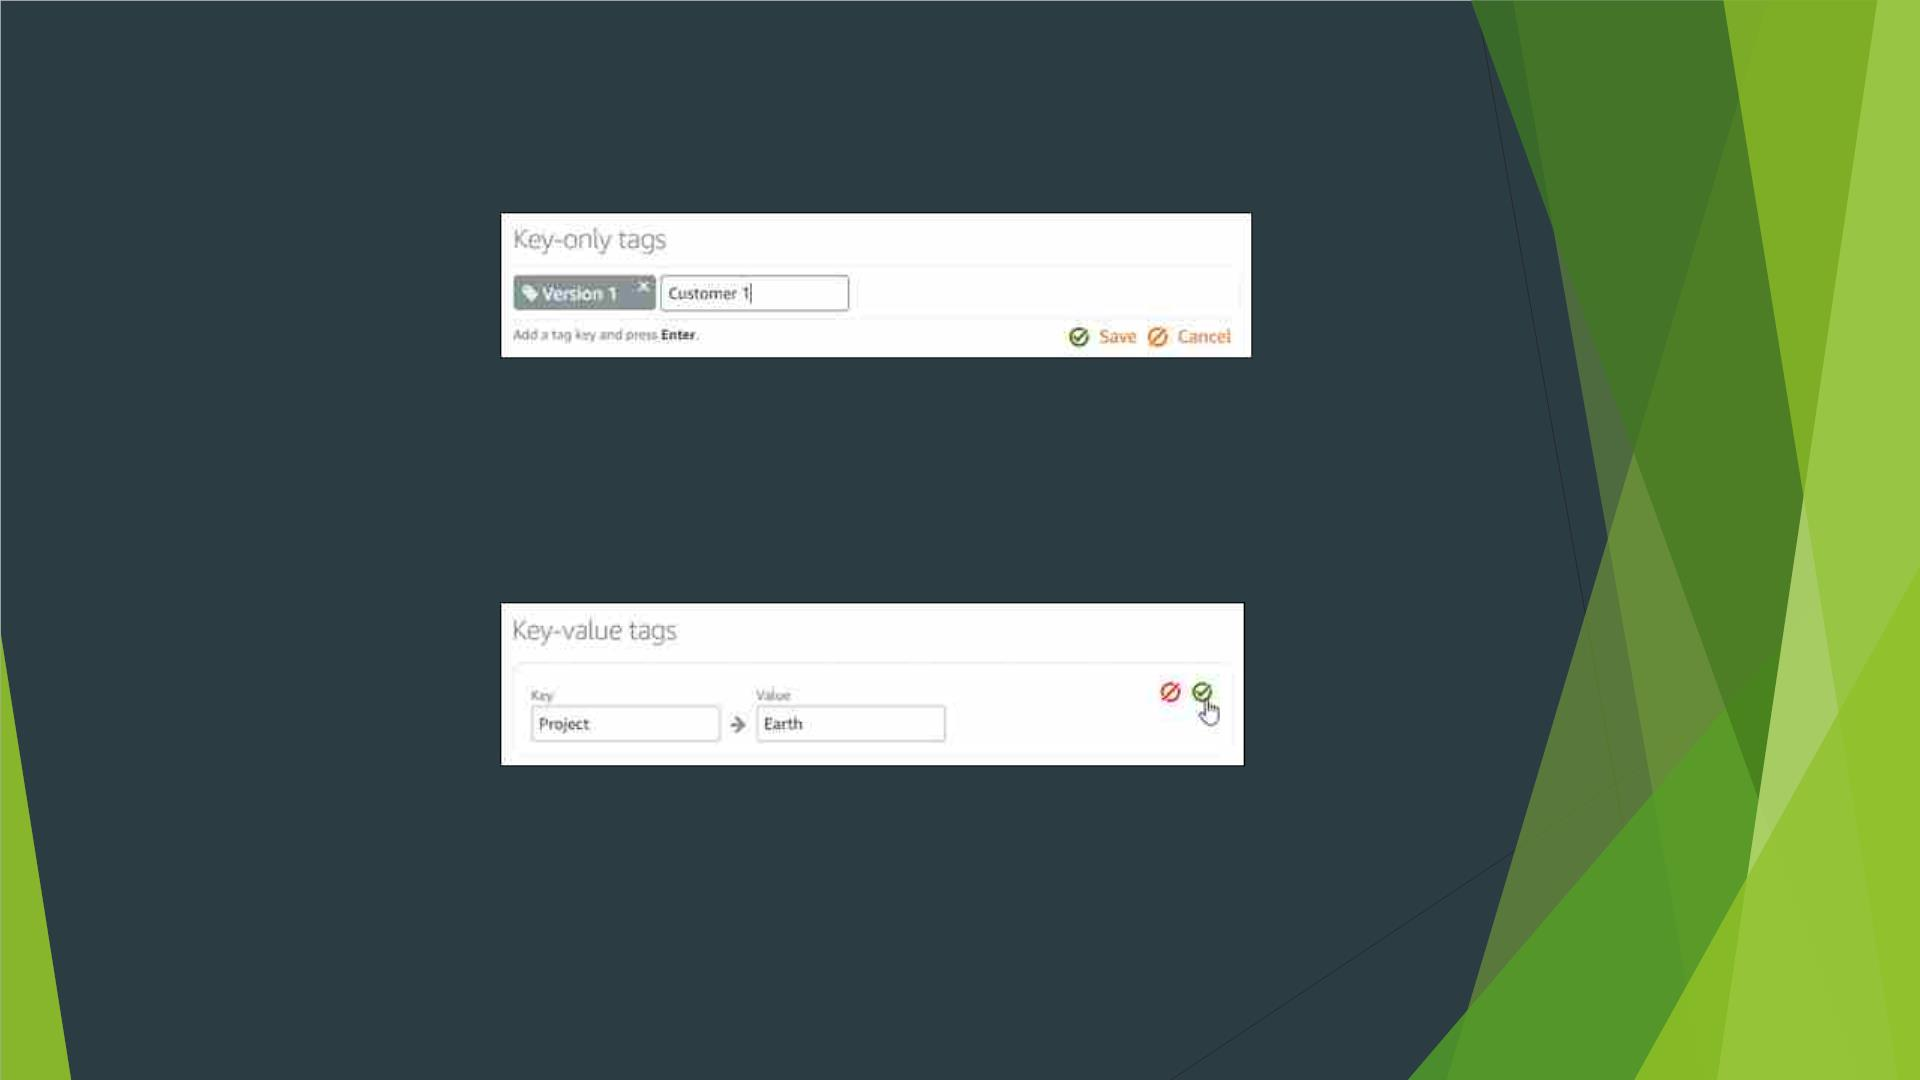 Key-only tags
Version 1 Customer 1
Add a tag key and press Enter. Save Cancel
Key-value tags
Key Value
Project Earth